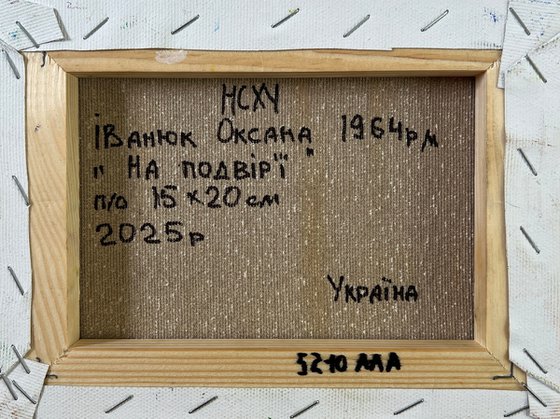 НСХУ
Іванюк Оксана 1964р.н
"На подвір'ї"
п/о 15×20см
2025р
Україна
5210 МА